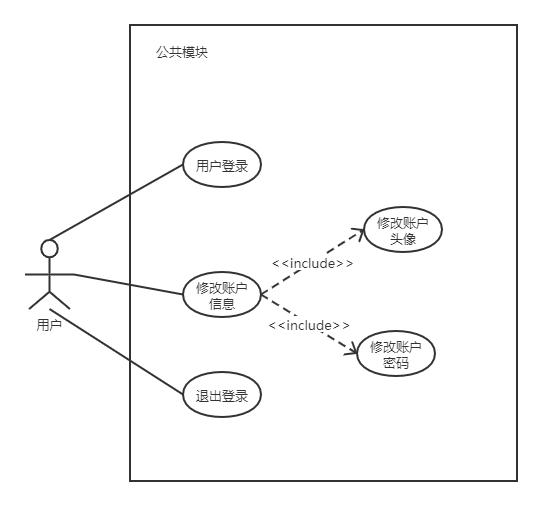 公共模块
用户登录
修改账户
头像
<<include>>
修改账户
信息
用户
<<include>>
修改账户
密码
退出登录